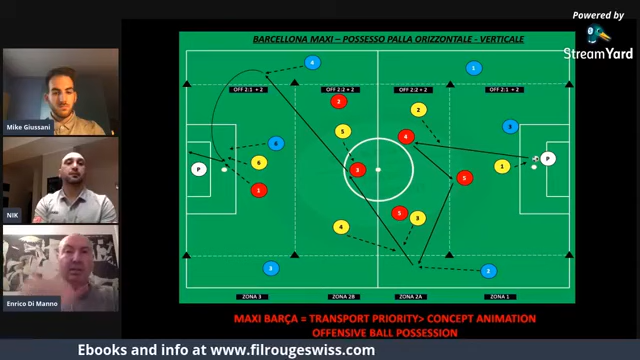 Powered by
StreamYard
BARCELLONA MAXI – POSSESSO PALLA ORIZZONTALE - VERTICALE
4
1
OFF 2:1 + 2
OFF 2:2 + 2
OFF 2:2 + 2
OFF 2:1 + 2
2
2
3
5
4
6
6
1
P
P
1
3
5
5
3
4
3
2
ZONA 3
ZONA 2B
ZONA 2A
ZONA 1
MAXI BARÇA = TRANSPORT PRIORITY> CONCEPT ANIMATION
OFFENSIVE BALL POSSESSION
Mike Giussani
NIK
Enrico Di Manno
Ebooks and info at www.filrougeswiss.com